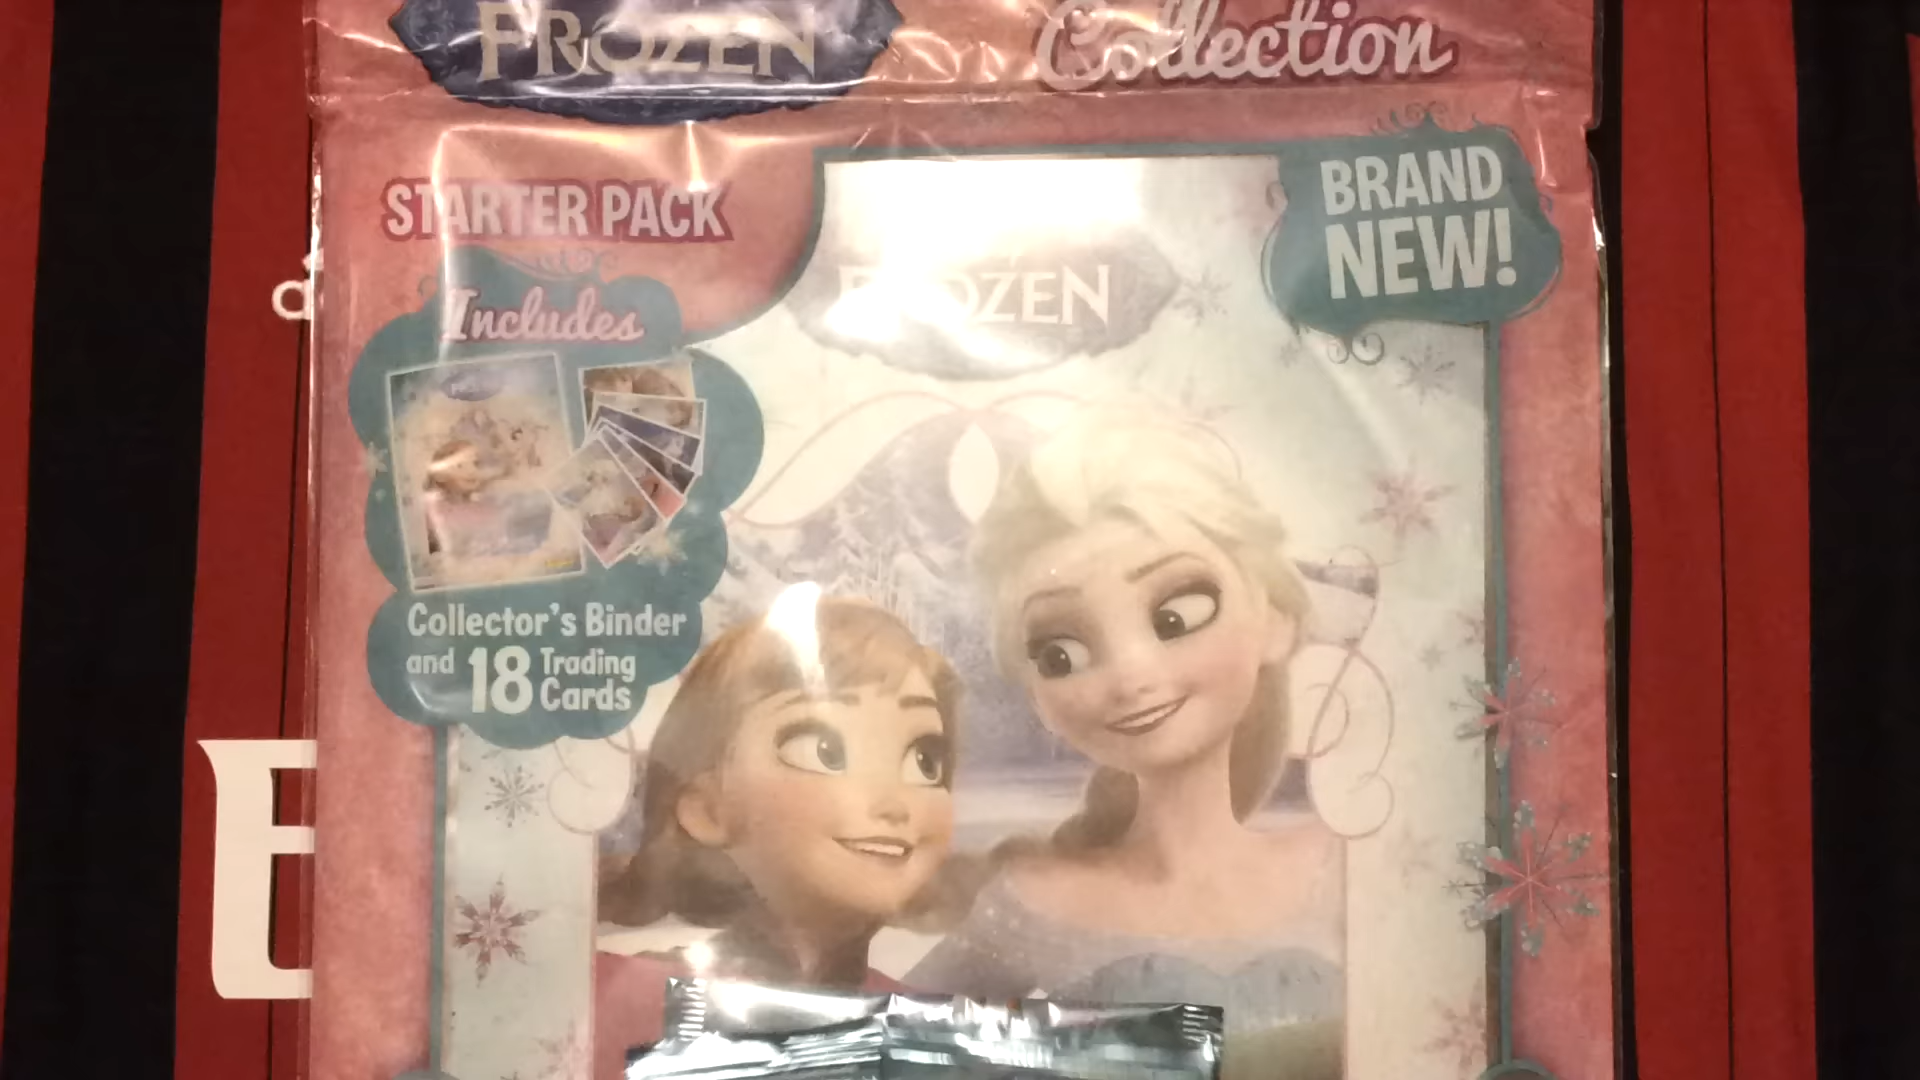 FROZEN
Collection
STARTER PACK
BRAND
NEW!
Includes
FROZEN
Collector's Binder
and 18 Trading
Cards